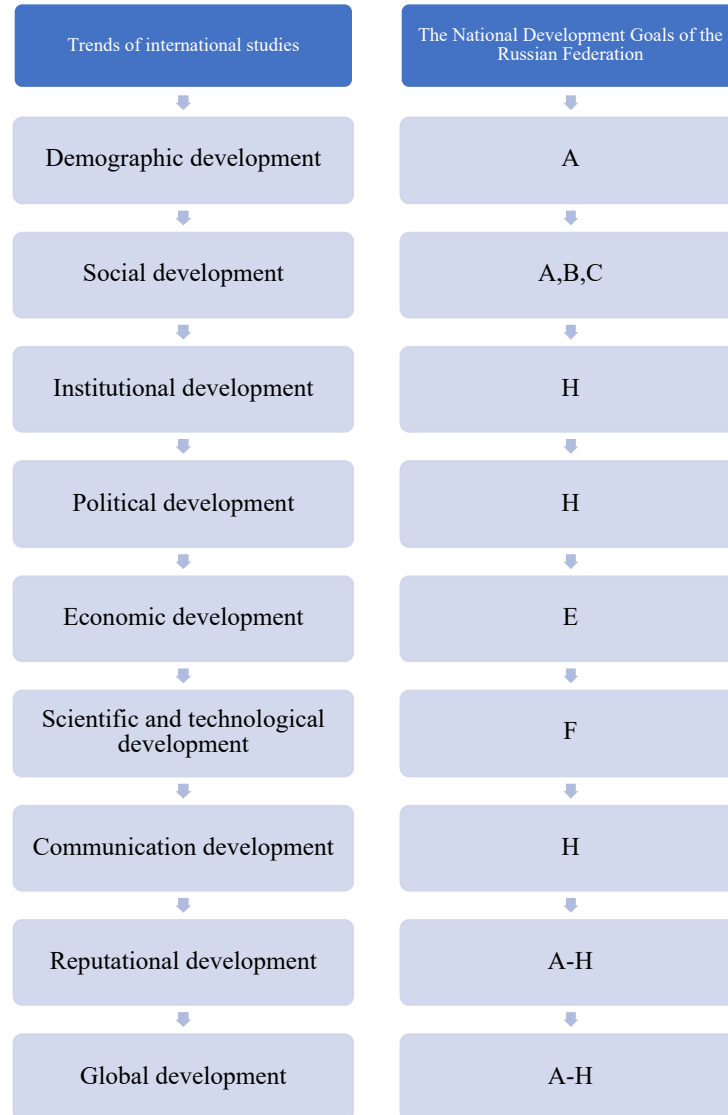 Trends of international studies
The National Development Goals of the
Russian Federation
Demographic development
A
Social development
A,B,C
Institutional development
H
Political development
H
Economic development
E
Scientific and technological
development
F
Communication development
H
Reputational development
A-H
Global development
A-H